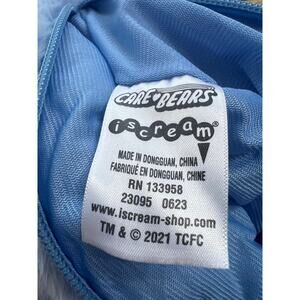 CARE BEARS
iscream
MADE IN DONGGUAN, CHINA
FABRIQUÉ EN DONGGUAN, CHINE
RN 133958
23095 0623
www.iscream-shop.com
TM & © 2021 TCFC